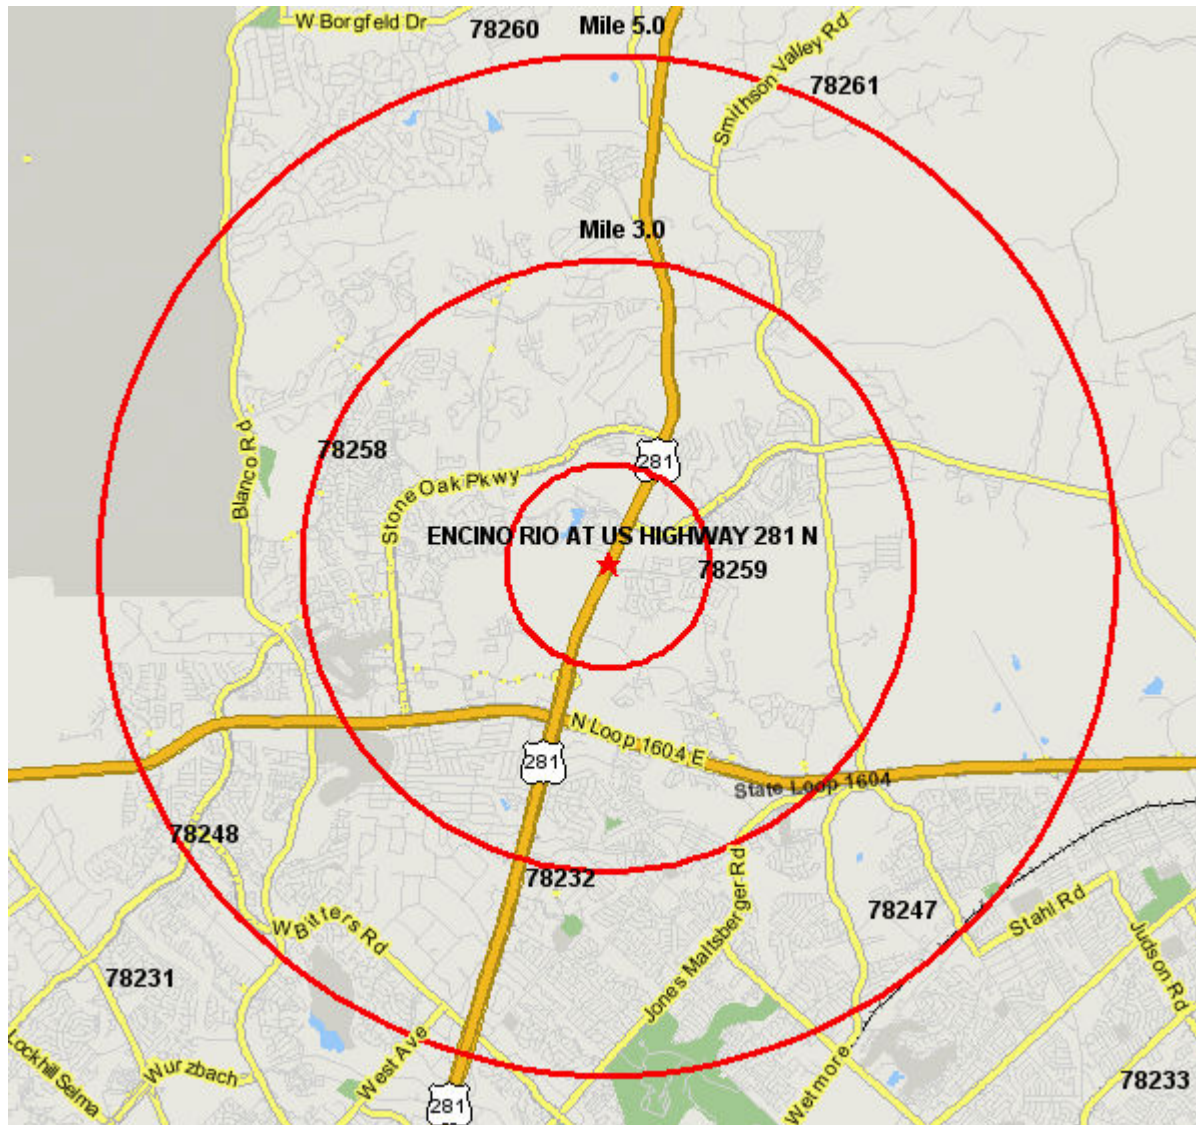 W Borgfeld Dr
78260
Mile 5.0
Smithson Valley Rd
78261
Mile 3.0
Blanco Rd
78258
Stone Oak Pkwy
281
ENCINO RIO AT US HIGHWAY 281 N
78259
N Loop 1604 E
281
State Loop 1604
78248
78232
Jones Maltsberger Rd
78247
Stahl Rd
Judson Rd
W Bitters Rd
78231
Lockhill Selma
Wurzbach
West Ave
Wetmore
78233
281